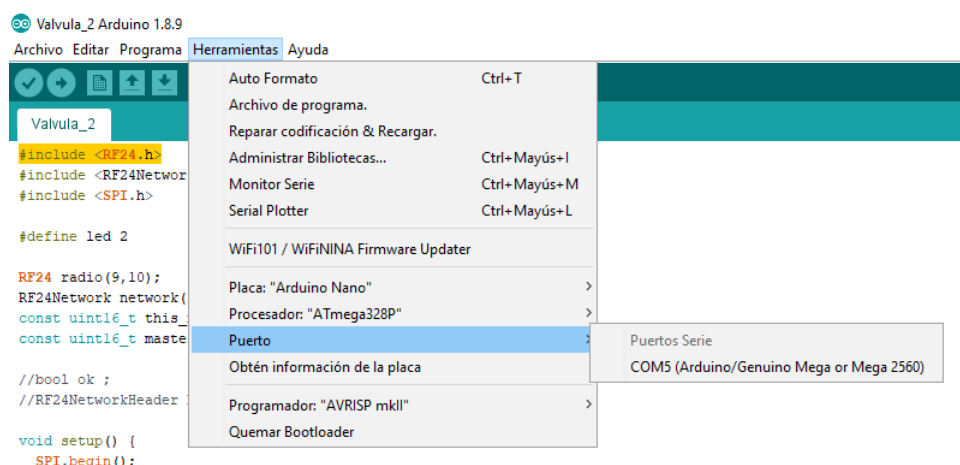 Valvula_2 Arduino 1.8.9
Archivo Editar Programa Herramientas Ayuda
Auto Formato Ctrl+T
Archivo de programa.
Reparar codificación & Recargar.
Administrar Bibliotecas... Ctrl+Mayús+I
Monitor Serie Ctrl+Mayús+M
Serial Plotter Ctrl+Mayús+L
WiFi101 / WiFiNINA Firmware Updater
Placa: "Arduino Nano"
Procesador: "ATmega328P"
Puerto
Obtén información de la placa
Programador: "AVRISP mkII"
Quemar Bootloader
Puertos Serie
COM5 (Arduino/Genuino Mega or Mega 2560)
Valvula_2
#include <RF24.h>
#include <RF24Networ
#include <SPI.h>
#define led 2
RF24 radio(9,10);
RF24Network network(
const uint16_t this_
const uint16_t maste
//bool ok ;
//RF24NetworkHeader
void setup() {
SPI.begin();